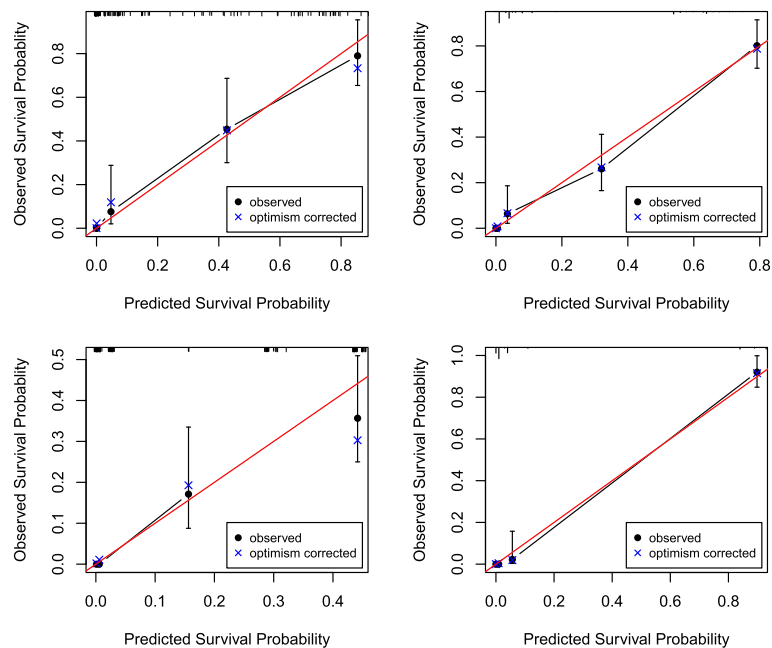 Observed Survival Probablity
0.8
0.6
0.4
0.2
0.0
observed
optimism corrected
0.0 0.2 0.4 0.6 0.8
Predicted Survival Probability
Observed Survival Probablity
0.8
0.6
0.4
0.2
0.0
observed
optimism corrected
0.0 0.2 0.4 0.6 0.8
Predicted Survival Probability
Observed Survival Probablity
0.5
0.4
0.3
0.2
0.1
0.0
observed
optimism corrected
0.0 0.1 0.2 0.3 0.4
Predicted Survival Probability
Observed Survival Probablity
1.0
0.8
0.6
0.4
0.2
0.0
observed
optimism corrected
0.0 0.2 0.4 0.6 0.8
Predicted Survival Probability